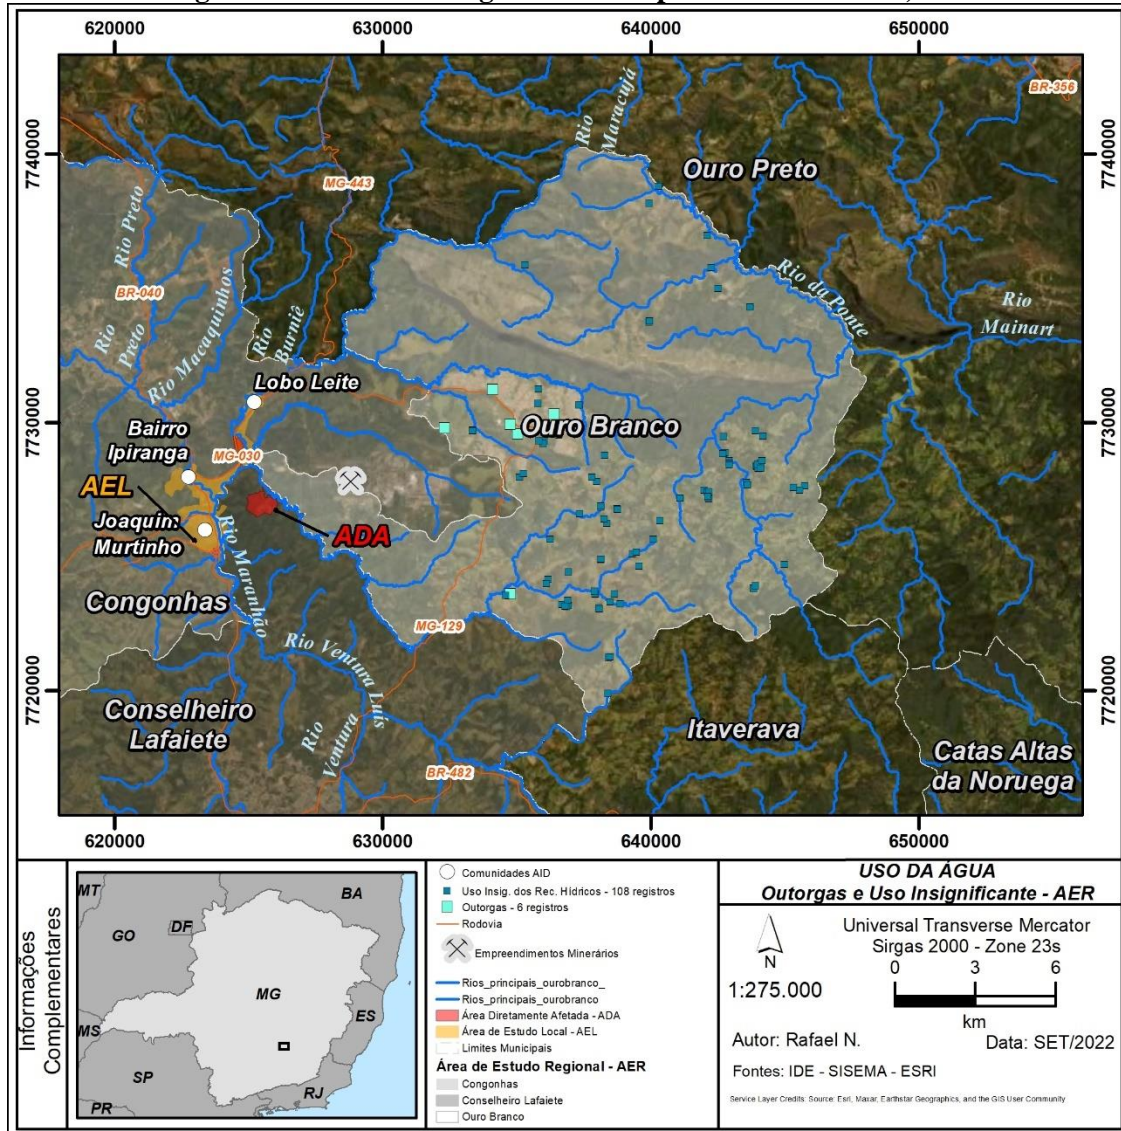 620000
630000
640000
650000
7740000
7740000
7730000
7730000
7720000
7720000
BR-356
Rio
Maracujá
Ouro Preto
MG-443
Rio Preto
BR-040
Rio
Preto
Rio Macaquinhos
Rio
Burniê
Rio da Ponte
Rio
Mainart
Lobo Leite
Bairro
Ipiranga
Ouro Branco
MG-030
AEL
ADA
Joaquim
Murtinho
Rio Maranhão
Congonhas
MG-129
Rio Ventura Luis
Conselheiro
Lafaiete
Rio
Ventura
Itaverava
BR-482
Catas Altas
da Noruega
620000
630000
640000
650000
Informações
Complementares
MT
BA
GO
DF
MG
MS
ES
SP
RJ
PR
Comunidades AID
Uso Insig. dos Rec. Hídricos - 108 registros
Outorgas - 6 registros
Rodovia
Empreendimentos Minerários
Rios_principais_ourobranco_
Rios_principais_ourobranco
Área Diretamente Afetada - ADA
Área de Estudo Local - AEL
Limites Municipais
Área de Estudo Regional - AER
Congonhas
Conselheiro Lafaiete
Ouro Branco
USO DA ÁGUA
Outorgas e Uso Insignificante - AER
N
1:275.000
Universal Transverse Mercator
Sirgas 2000 - Zone 23s
0 3 6
km
Autor: Rafael N.
Data: SET/2022
Fontes: IDE - SISEMA - ESRI
Service Layer Credits: Source: Esri, Maxar, Earthstar Geographics, and the GIS User Community